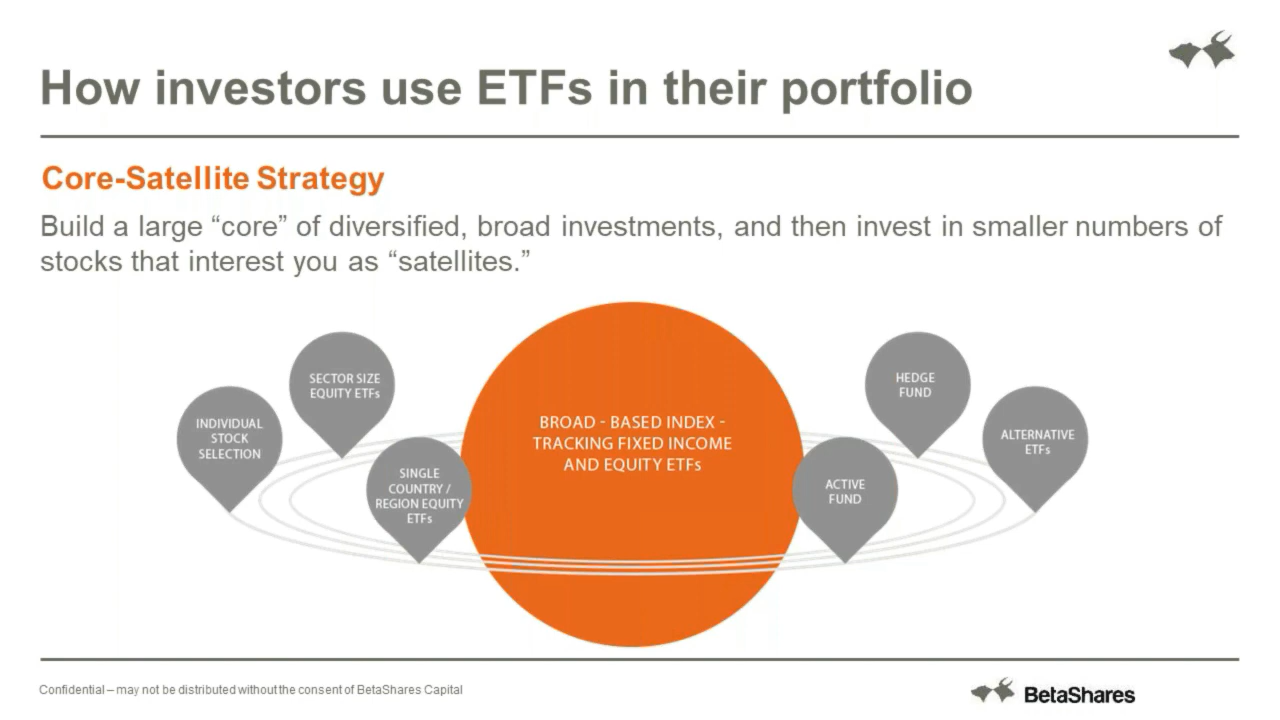 How investors use ETFs in their portfolio
Core-Satellite Strategy
Build a large “core” of diversified, broad investments, and then invest in smaller numbers of
stocks that interest you as “satellites.”
INDIVIDUAL
STOCK
SELECTION
SECTOR SIZE
EQUITY ETFs
SINGLE
COUNTRY /
REGION EQUITY
ETFs
BROAD - BASED INDEX -
TRACKING FIXED INCOME
AND EQUITY ETFs
ACTIVE
FUND
HEDGE
FUND
ALTERNATIVE
ETFs
Confidential – may not be distributed without the consent of BetaShares Capital
BetaShares